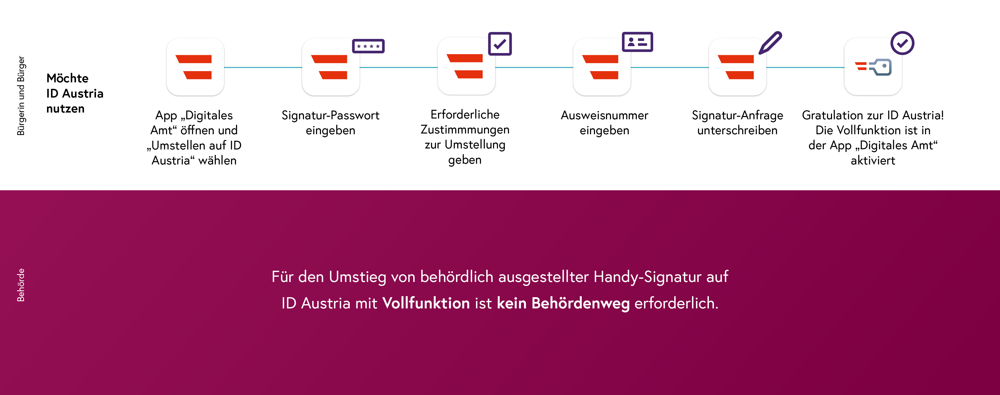 Bürgerin und Bürger
Möchte
ID Austria
nutzen
App „Digitales
Amt“ öffnen und
„Umstellen auf ID
Austria“ wählen
****
Signatur-Passwort
eingeben
Erforderliche
Zustimmmungen
zur Umstellung
geben
Ausweisnummer
eingeben
Signatur-Anfrage
unterschreiben
Gratulation zur ID Austria!
Die Vollfunktion ist in
der App „Digitales Amt“
aktiviert
Behörde
Für den Umstieg von behördlich ausgestellter Handy-Signatur auf
ID Austria mit Vollfunktion ist kein Behördenweg erforderlich.